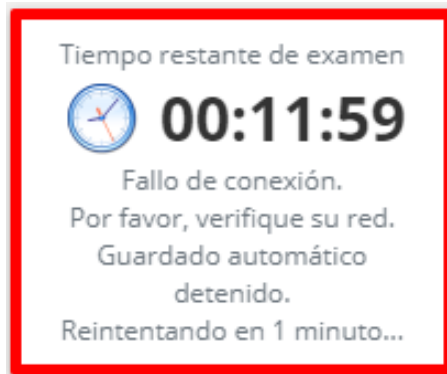 Tiempo restante de examen
00:11:59
Fallo de conexión.
Por favor, verifique su red.
Guardado automático
detenido.
Reintentando en 1 minuto...